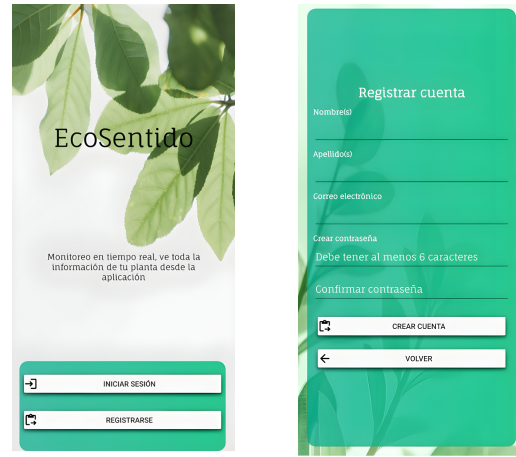 EcoSentido
Monitoreo en tiempo real, ve toda la
información de tu planta desde la
aplicación
INICIAR SESIÓN
REGISTRARSE
Registrar cuenta
Nombre(s)
Apellido(s)
Correo electrónico
Crear contraseña
Debe tener al menos 6 caracteres
Confirmar contraseña
CREAR CUENTA
VOLVER